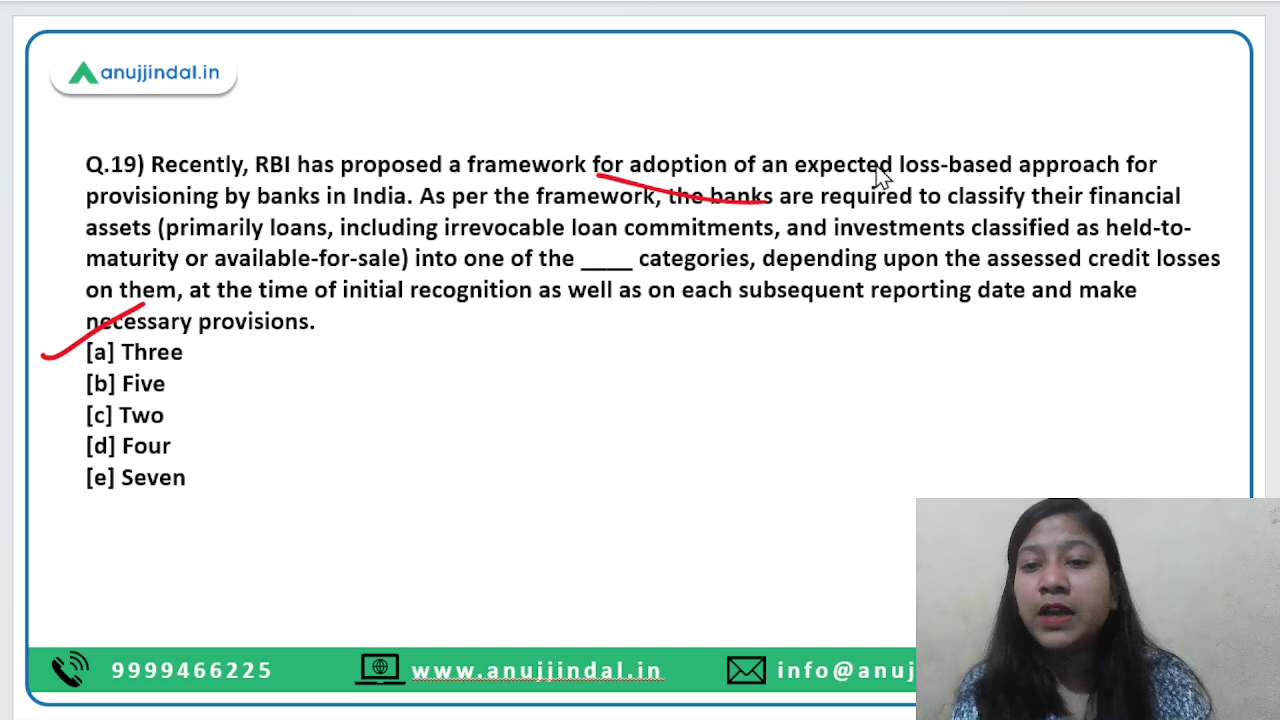 anujjindal.in
Q.19) Recently, RBI has proposed a framework for adoption of an expected loss-based approach for
provisioning by banks in India. As per the framework, the banks are required to classify their financial
assets (primarily loans, including irrevocable loan commitments, and investments classified as held-to-
maturity or available-for-sale) into one of the ____ categories, depending upon the assessed credit losses
on them, at the time of initial recognition as well as on each subsequent reporting date and make
necessary provisions.
[a] Three
[b] Five
[c] Two
[d] Four
[e] Seven
9999466225 www.anujjindal.in info@anuj